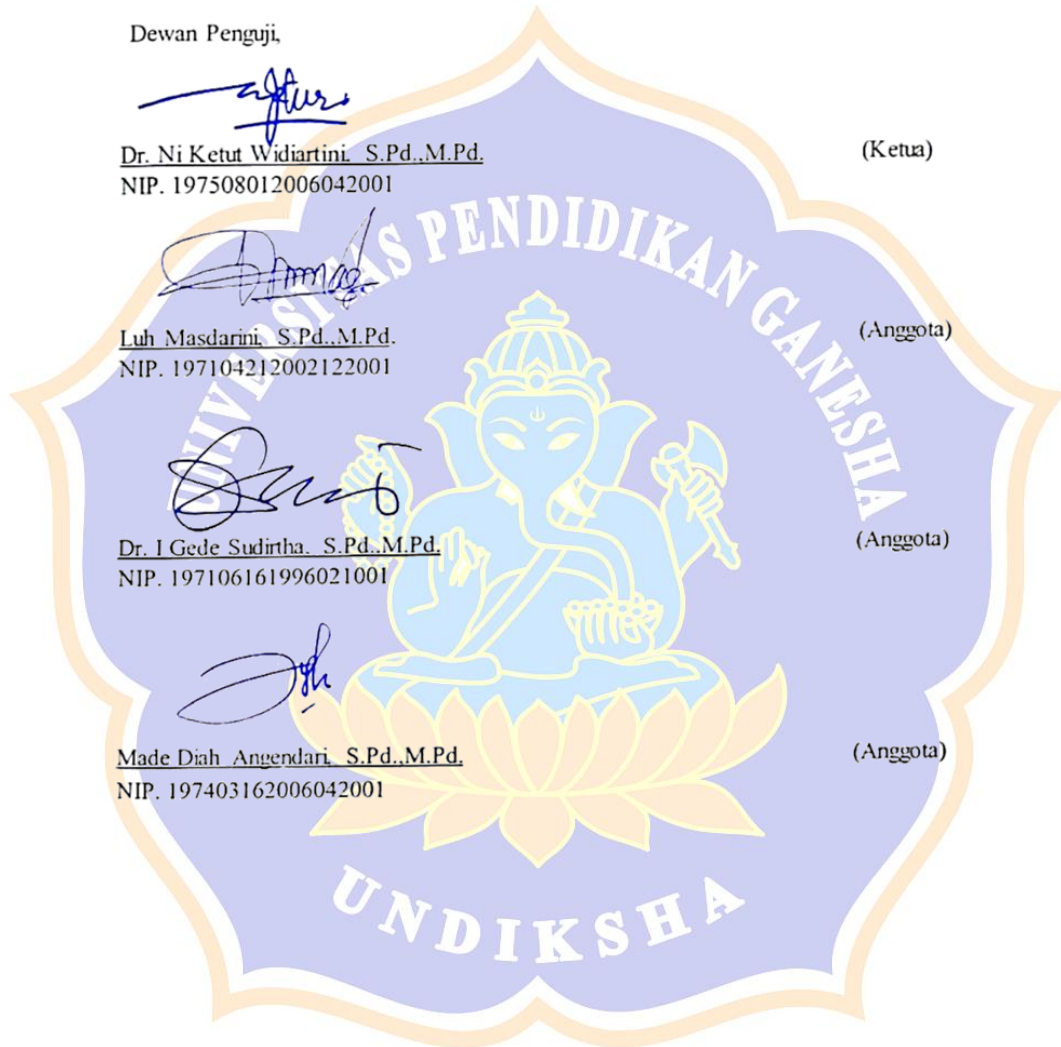 Dewan Penguji,
Dr. Ni Ketut Widiartini, S.Pd.,M.Pd.
(Ketua)
NIP. 197508012006042001
UNIVERSITAS PENDIDIKAN GANESHA
Luh Masdarini, S.Pd.,M.Pd.
(Anggota)
NIP. 197104212002122001
Dr. I Gede Sudirtha, S.Pd.,M.Pd.
(Anggota)
NIP. 197106161996021001
Made Diah Angendari, S.Pd.,M.Pd.
(Anggota)
NIP. 197403162006042001
UNDIKSHA